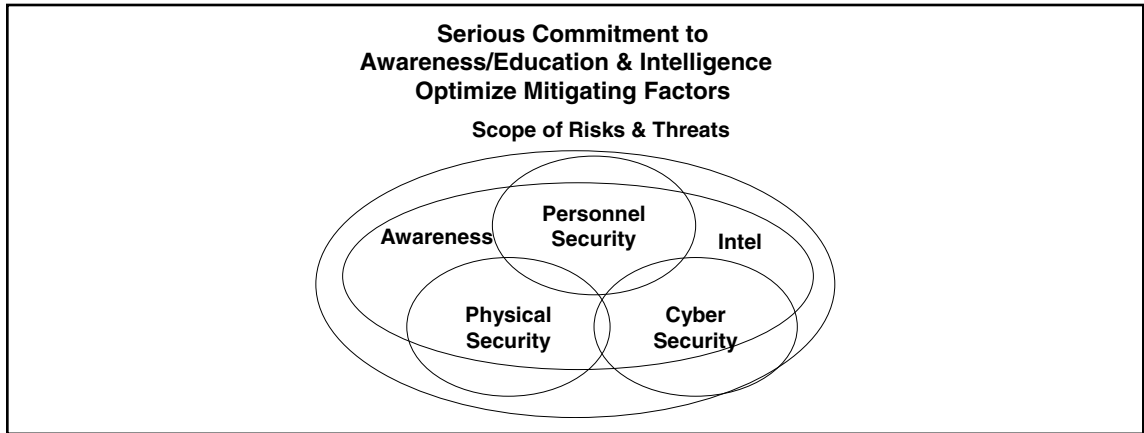 Serious Commitment to
Awareness/Education & Intelligence
Optimize Mitigating Factors
Scope of Risks & Threats
Personnel
Security
Awareness
Intel
Physical
Security
Cyber
Security